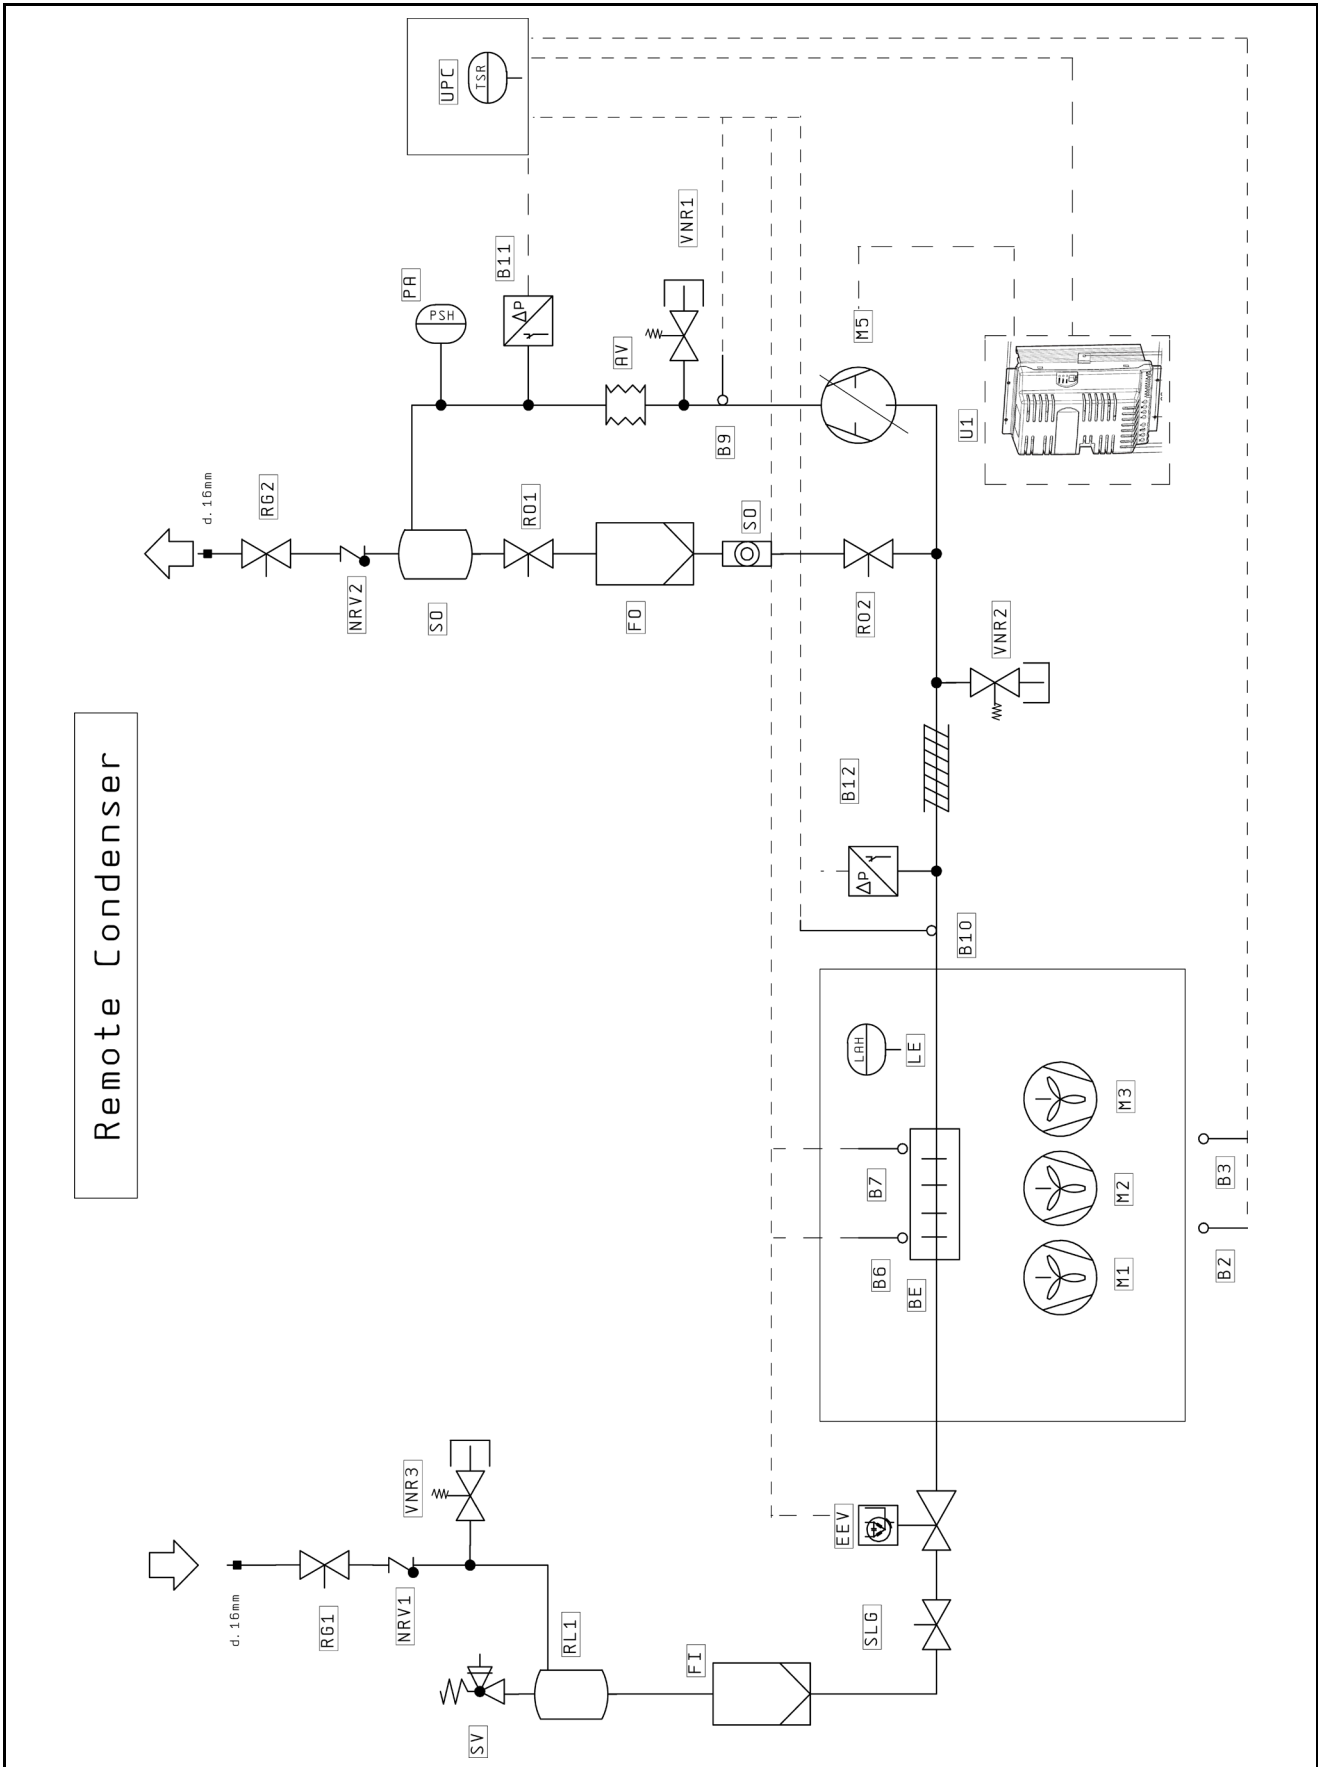 UPC
TSR
VNR1
B11
PA
PSH
ΔP
AV
M5
B9
U1
d.16mm
RG2
NRV2
SO
RO1
FO
SO
RO2
VNR2
B12
ΔP
B10
Remote Condenser
LAH
LE
B7
B6
BE
M3
M2
M1
B3
B2
VNR3
EEV
d.16mm
RG1
NRV1
RL1
SLG
FI
SV